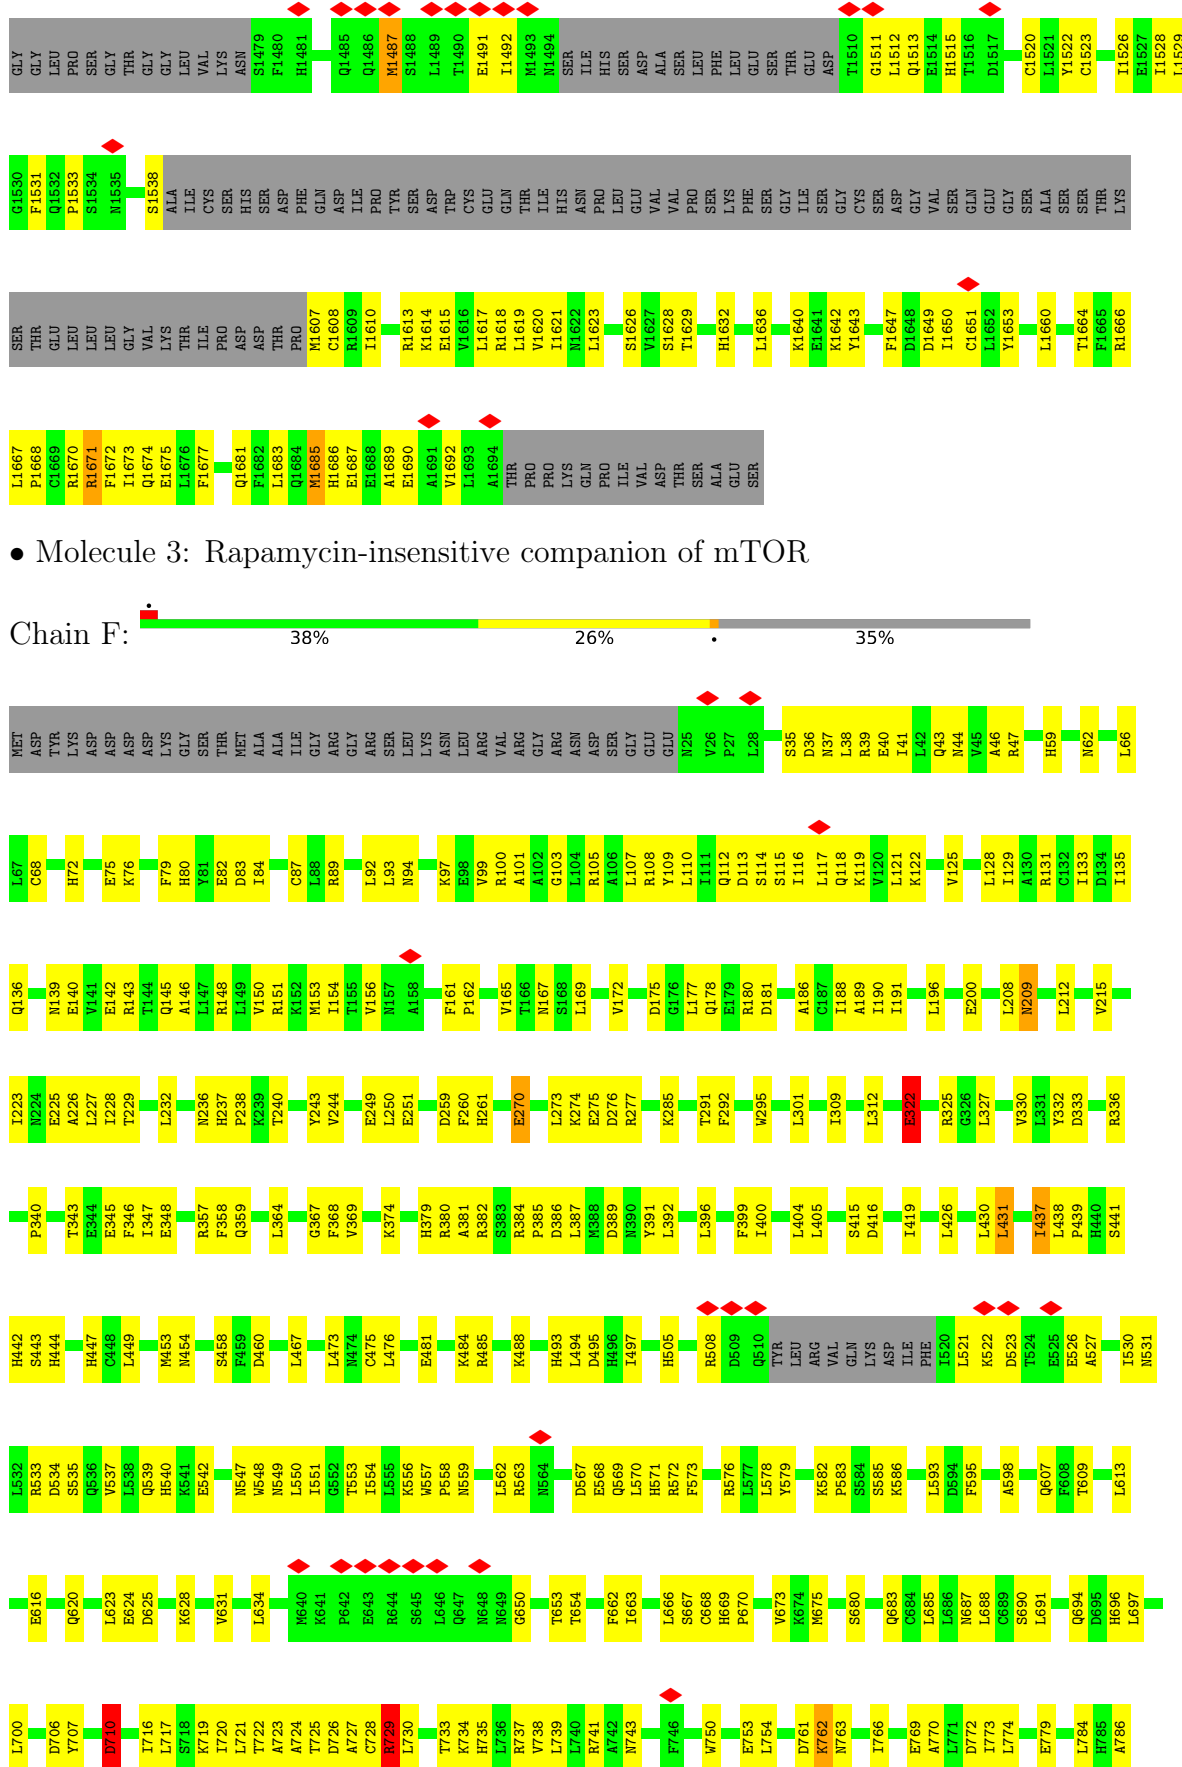 GLY GLY LEU PRO SER GLY THR GLY GLY LEU VAL LYS ASN S1479 F1480 H1481 Q1485 Q1486 M1487 S1488 L1489 T1490 E1491 I1492 M1493 N1494 SER ILE HIS SER ASP ALA SER LEU PHE LEU GLU SER THR GLU ASP T1510 G1511 L1512 Q1513 E1514 H1515 T1516 D1517 C1520 L1521 Y1522 C1523 I1526 E1527 I1528 L1529
G1530 F1531 Q1532 P1533 S1534 N1535 S1538 ALA ILE CYS SER HIS SER ASP PHE GLN ASP ILE PRO TYR SER ASP TRP CYS GLU GLN THR ILE HIS ASN PRO LEU GLU VAL VAL PRO SER LYS PHE SER GLY ILE SER GLY CYS SER ASP GLY VAL SER GLN GLU GLY SER ALA SER SER THR LYS
SER THR GLU LEU LEU LEU GLY VAL LYS THR ILE PRO ASP ASP THR PRO M1607 C1608 R1609 I1610 R1613 K1614 E1615 V1616 L1617 R1618 L1619 V1620 I1621 N1622 L1623 S1626 V1627 S1628 T1629 H1632 L1636 K1640 E1641 K1642 Y1643 F1647 D1648 D1649 I1650 C1651 L1652 Y1653 L1660 T1664 F1665 R1666
L1667 P1668 C1669 R1670 R1671 F1672 I1673 Q1674 E1675 L1676 F1677 Q1681 F1682 L1683 Q1684 M1685 H1686 E1687 E1688 A1689 E1690 A1691 V1692 L1693 A1694 THR PRO PRO LYS GLN PRO ILE VAL ASP THR SER ALA GLU SER
• Molecule 3: Rapamycin-insensitive companion of mTOR
Chain F: 38% 26% • 35%
MET ASP TYR LYS ASP ASP ASP ASP LYS GLY SER THR MET ALA ALA ILE GLY ARG GLY ARG SER LEU LYS ASN LEU ARG VAL ARG GLY ARG ASN ASP SER GLY GLU GLU N25 V26 P27 L28 S35 D36 N37 L38 R39 E40 I41 L42 Q43 N44 V45 A46 R47 H59 N62 L66
L67 C68 H72 E75 K76 F79 H80 Y81 E82 D83 I84 C87 L88 R89 L92 L93 N94 K97 E98 V99 R100 A101 A102 G103 L104 R105 A106 L107 R108 Y109 L110 I111 Q112 D113 S114 S115 I116 L117 Q118 K119 V120 L121 K122 V125 L128 I129 A130 R131 C132 I133 D134 I135
Q136 N139 E140 V141 E142 R143 T144 Q145 A146 L147 R148 L149 V150 R151 K152 M153 I154 T155 V156 N157 A158 F161 P162 V165 T166 N167 S168 L169 V172 D175 G176 L177 Q178 E179 R180 D181 A186 C187 I188 A189 I190 I191 L196 E200 L208 N209 L212 V215
I223 N224 E225 A226 L227 I228 T229 L232 N236 H237 P238 K239 T240 Y243 V244 E249 L250 E251 D259 F260 H261 E270 L273 K274 E275 D276 R277 K285 T291 F292 W295 L301 I309 L312 E322 R325 G326 L327 V330 L331 Y332 D333 R336
P340 T343 E344 E345 F346 I347 E348 R357 F358 Q359 L364 G367 F368 V369 K374 H379 R380 A381 R382 S383 R384 P385 D386 L387 M388 D389 N390 Y391 L392 L396 F399 I400 L404 L405 S415 D416 I419 L426 L430 L431 I437 L438 P439 H440 S441
H442 S443 H444 H447 C448 L449 M453 N454 S458 F459 D460 L467 L473 N474 C475 L476 E481 K484 R485 K488 H493 L494 D495 H496 I497 H505 R508 D509 Q510 TYR LEU ARG VAL GLN LYS ASP ILE PHE I520 L521 K522 D523 T524 E525 E526 A527 I530 N531
L532 R533 D534 S535 Q536 V537 L538 Q539 H540 K541 E542 N547 W548 N549 L550 I551 G552 T553 I554 L555 K556 W557 P558 N559 L562 R563 N564 D567 E568 Q569 L570 H571 R572 F573 R576 L577 L578 Y579 K582 P583 S584 S585 K586 L593 D594 F595 A598 Q607 F608 T609 L613
E616 Q620 L623 E624 D625 K628 V631 L634 M640 K641 P642 E643 R644 S645 L646 Q647 N648 N649 G650 T653 T654 F662 I663 L666 S667 C668 H669 P670 V673 K674 M675 S680 Q683 C684 L685 L686 N687 L688 C689 S690 L691 Q694 D695 H696 L697
L700 D706 Y707 D710 I716 L717 S718 K719 I720 L721 T722 A723 A724 T725 D726 A727 C728 R729 L730 T733 K734 H735 L736 R737 V738 L739 L740 R741 A742 N743 F746 W750 E753 L754 D761 K762 N763 I766 E769 A770 L771 D772 I773 L774 E779 L784 H785 A786